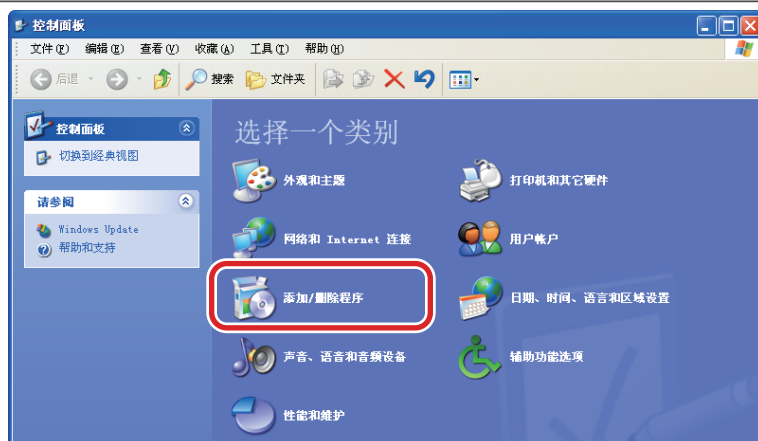 控制面板
文件(F) 编辑(E) 查看(V) 收藏(A) 工具(T) 帮助(H)
后退 搜索 文件夹
控制面板
切换到经典视图
请参阅
Windows Update
帮助和支持
选择一个类别
外观和主题
打印机和其它硬件
网络和 Internet 连接
用户帐户
添加/删除程序
日期、时间、语言和区域设置
声音、语音和音频设备
辅助功能选项
性能和维护